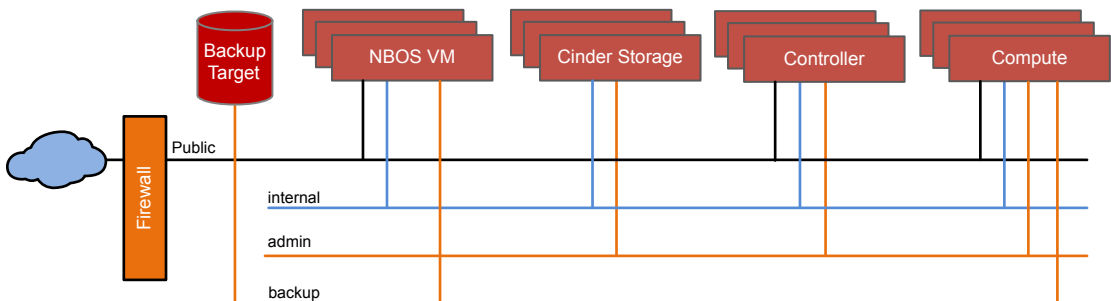 Backup
Target
NBOS VM
Cinder Storage
Controller
Compute
Public
Firewall
internal
admin
backup